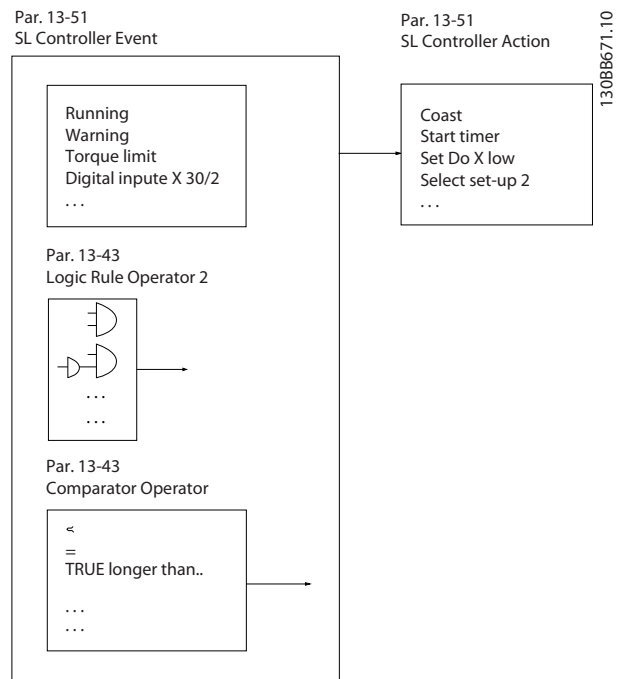 Par. 13-51
SL Controller Event
Par. 13-51
SL Controller Action
130BB671.10
Running
Warning
Torque limit
Digital inpute X 30/2
. . .
Coast
Start timer
Set Do X low
Select set-up 2
. . .
Par. 13-43
Logic Rule Operator 2
. . .
. . .
Par. 13-43
Comparator Operator
=
TRUE longer than..
. . .
. . .